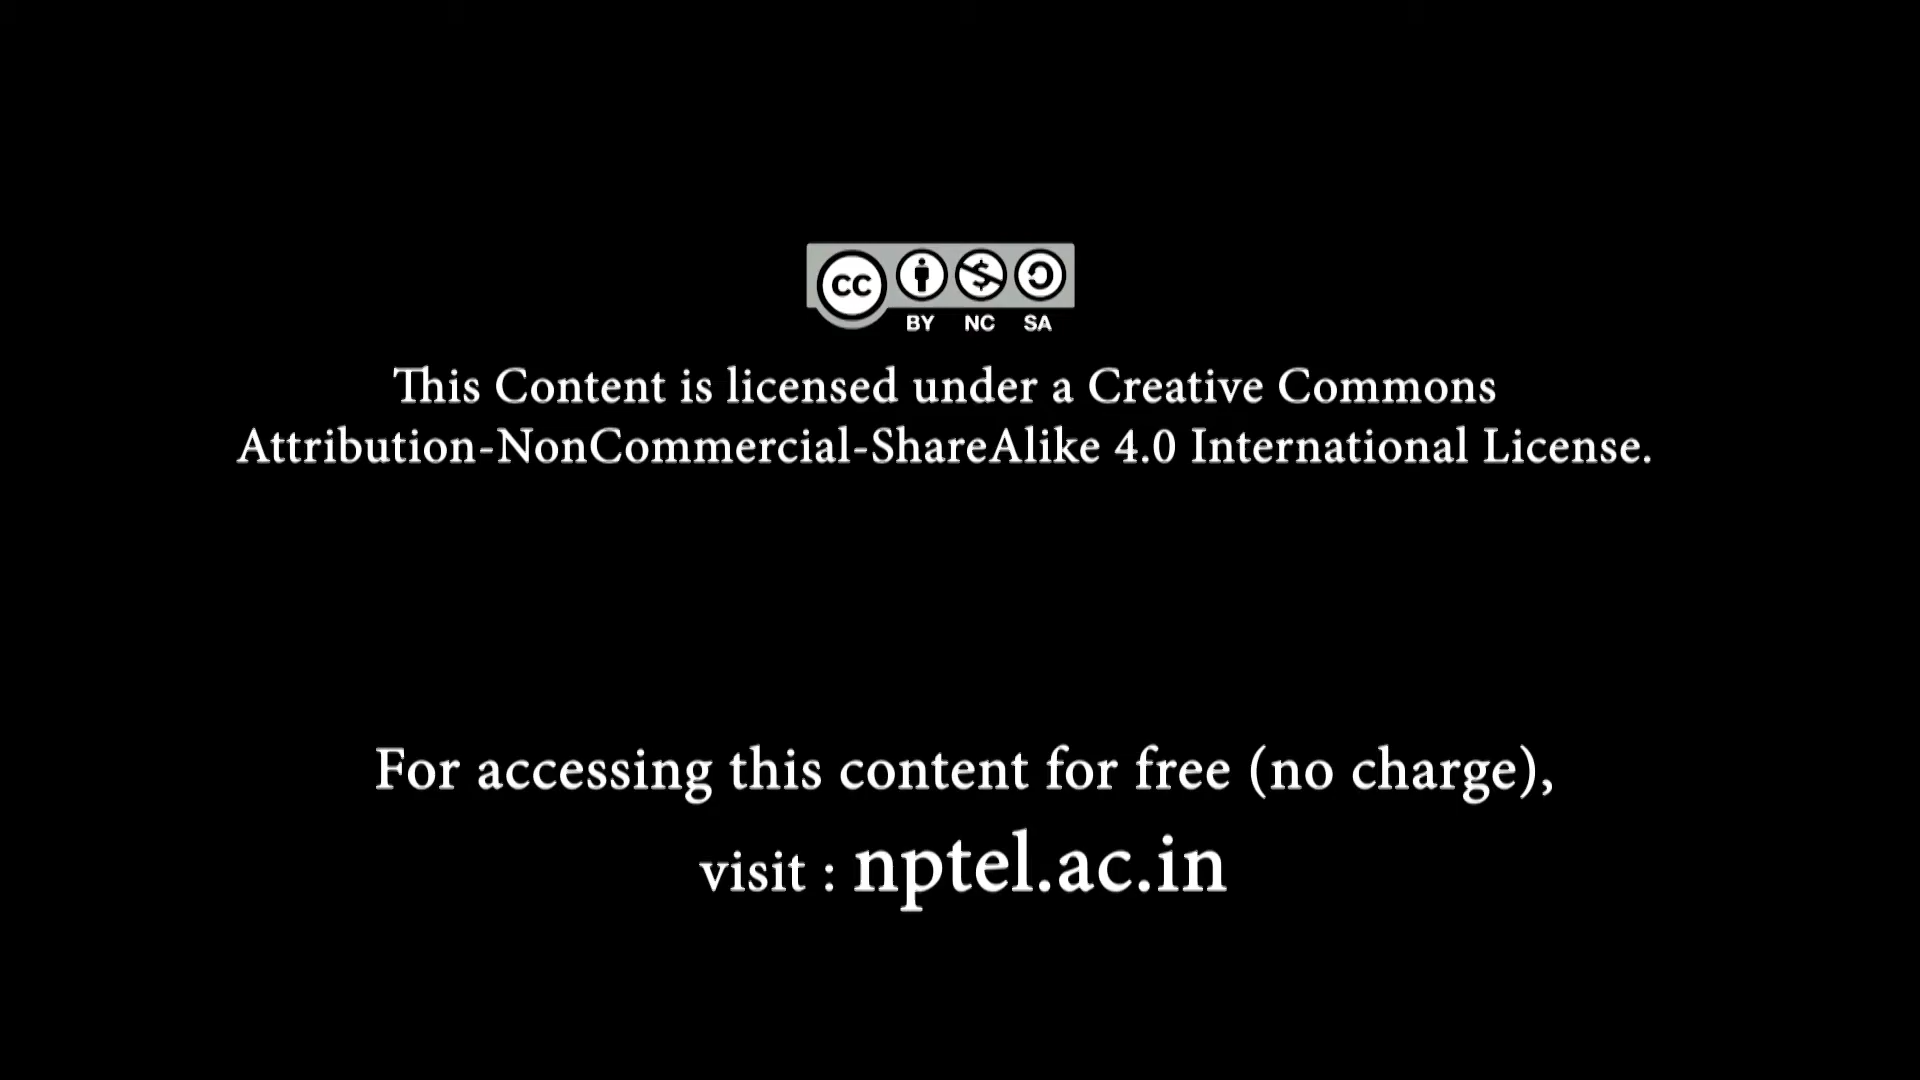 cc
BY NC SA
This Content is licensed under a Creative Commons
Attribution-NonCommercial-ShareAlike 4.0 International License.
For accessing this content for free (no charge),
visit : nptel.ac.in